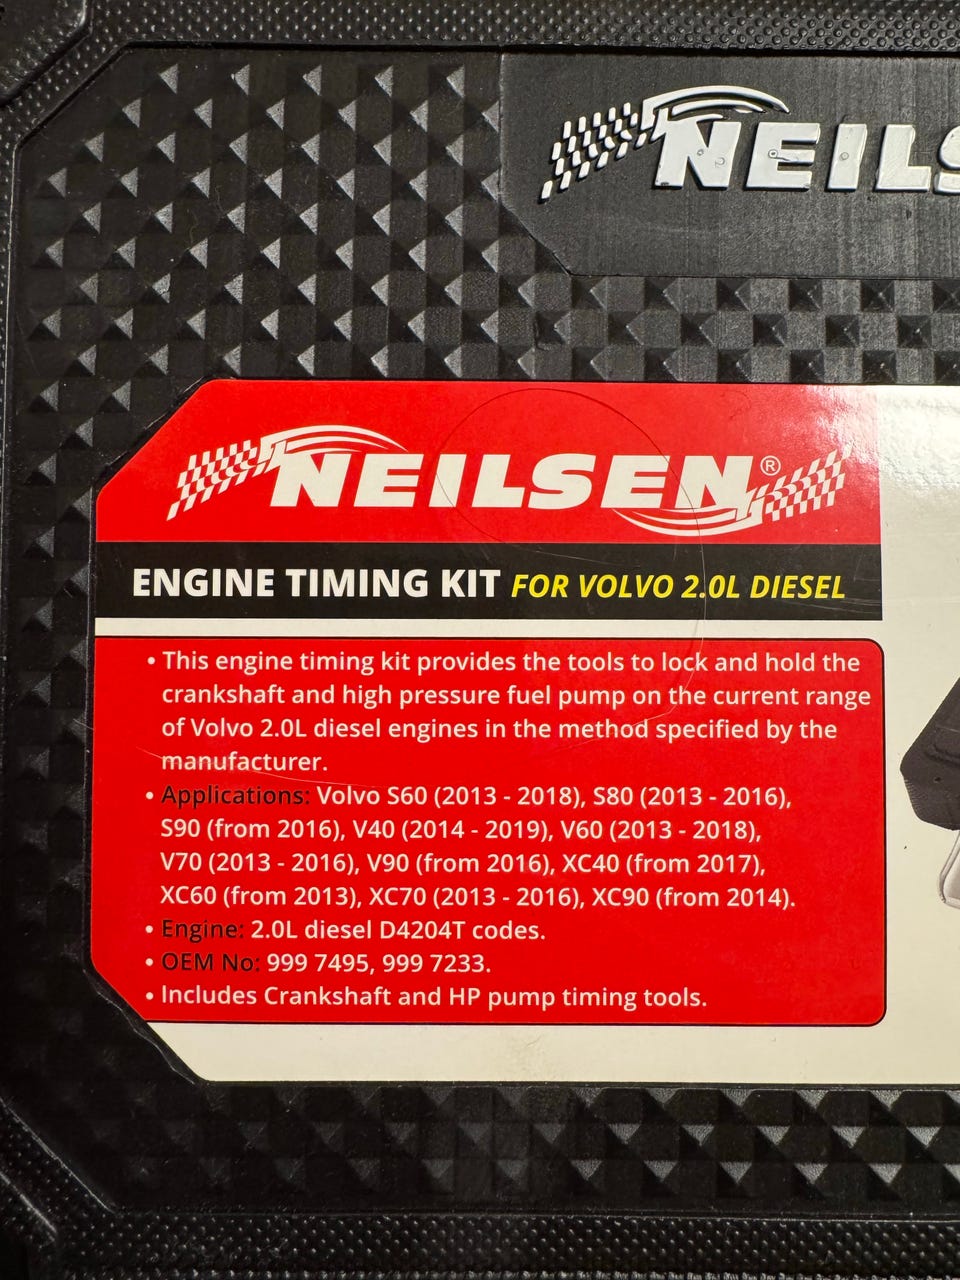 NEILS
NEILSEN®
ENGINE TIMING KIT FOR VOLVO 2.0L DIESEL
• This engine timing kit provides the tools to lock and hold the
crankshaft and high pressure fuel pump on the current range
of Volvo 2.0L diesel engines in the method specified by the
manufacturer.
• Applications: Volvo S60 (2013 - 2018), S80 (2013 - 2016),
S90 (from 2016), V40 (2014 - 2019), V60 (2013 - 2018),
V70 (2013 - 2016), V90 (from 2016), XC40 (from 2017),
XC60 (from 2013), XC70 (2013 - 2016), XC90 (from 2014).
• Engine: 2.0L diesel D4204T codes.
• OEM No: 999 7495, 999 7233.
• Includes Crankshaft and HP pump timing tools.